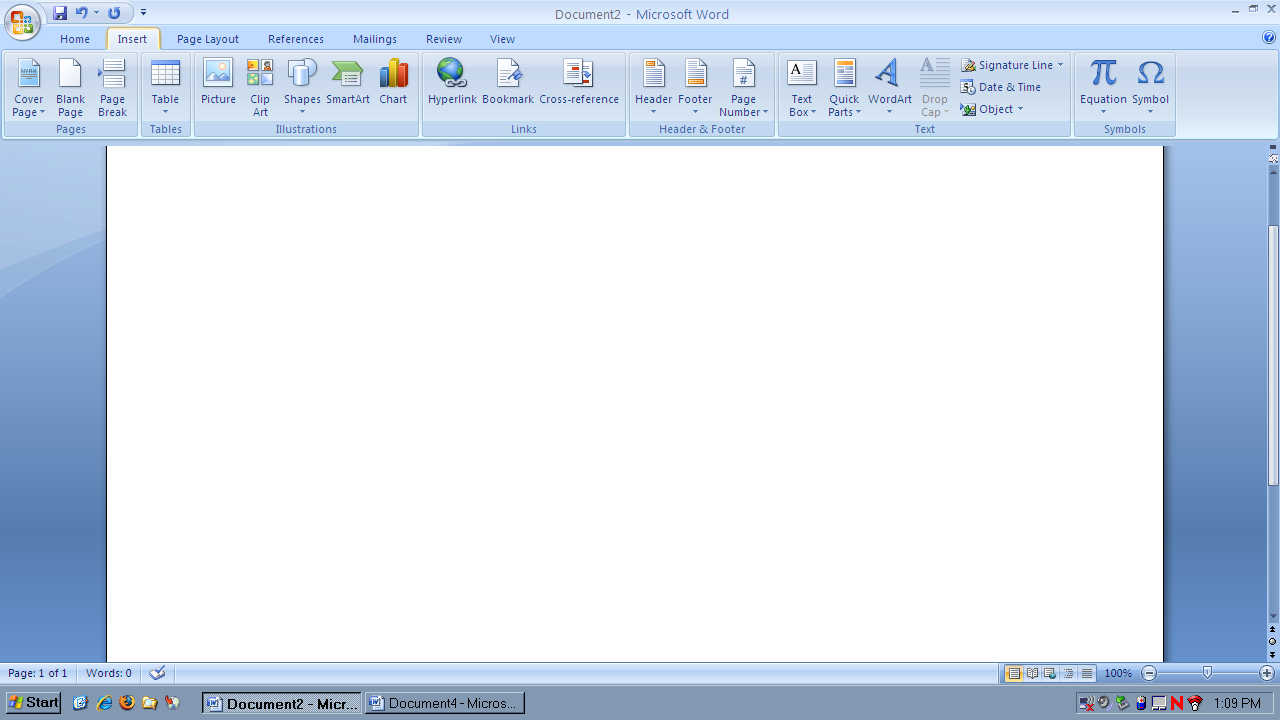 Document2 - Microsoft Word
Home Insert Page Layout References Mailings Review View
Cover Page
Blank Page
Page Break
Pages
Table
Tables
Picture
Clip Art
Shapes
SmartArt
Chart
Illustrations
Hyperlink
Bookmark
Cross-reference
Links
Header
Footer
Page Number
Header & Footer
Text Box
Quick Parts
WordArt
Drop Cap
Signature Line
Date & Time
Object
Text
Equation
Symbol
Symbols
Page: 1 of 1 Words: 0 100%
Start Document2 - Micr... Document4 - Micros... 1:09 PM